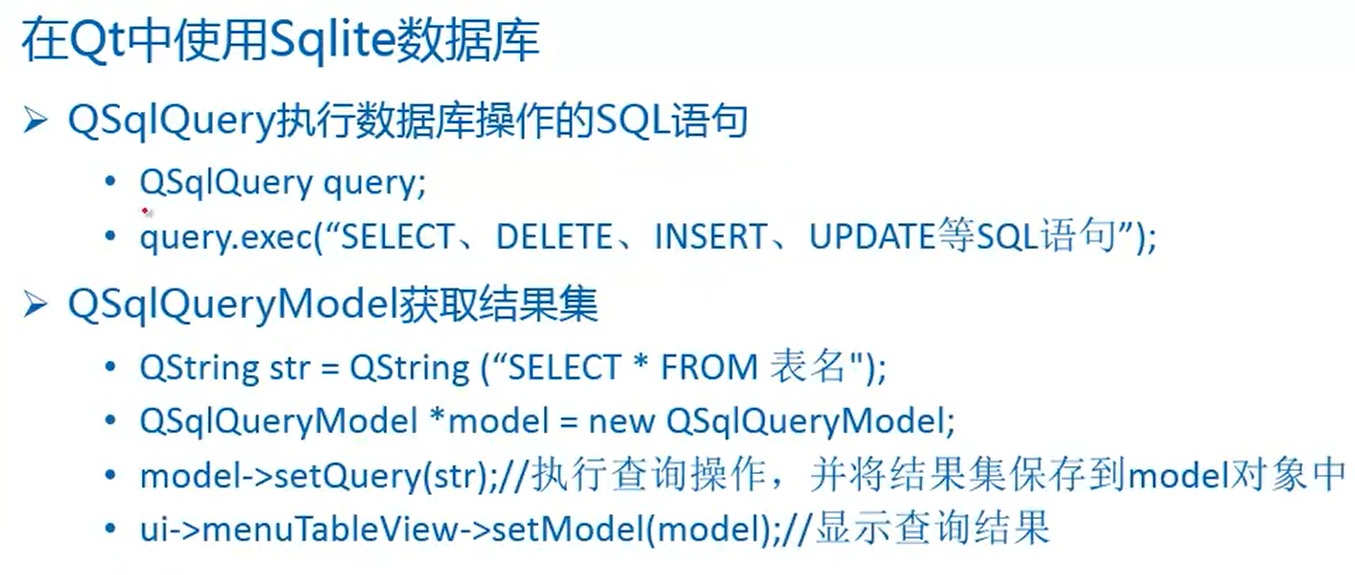 在Qt中使用Sqlite数据库
➢ QSqlQuery执行数据库操作的SQL语句
• QSqlQuery query;
• query.exec(“SELECT、DELETE、INSERT、UPDATE等SQL语句”);
➢ QSqlQueryModel获取结果集
• QString str = QString (“SELECT * FROM 表名");
• QSqlQueryModel *model = new QSqlQueryModel;
• model->setQuery(str);//执行查询操作，并将结果集保存到model对象中
• ui->menuTableView->setModel(model);//显示查询结果